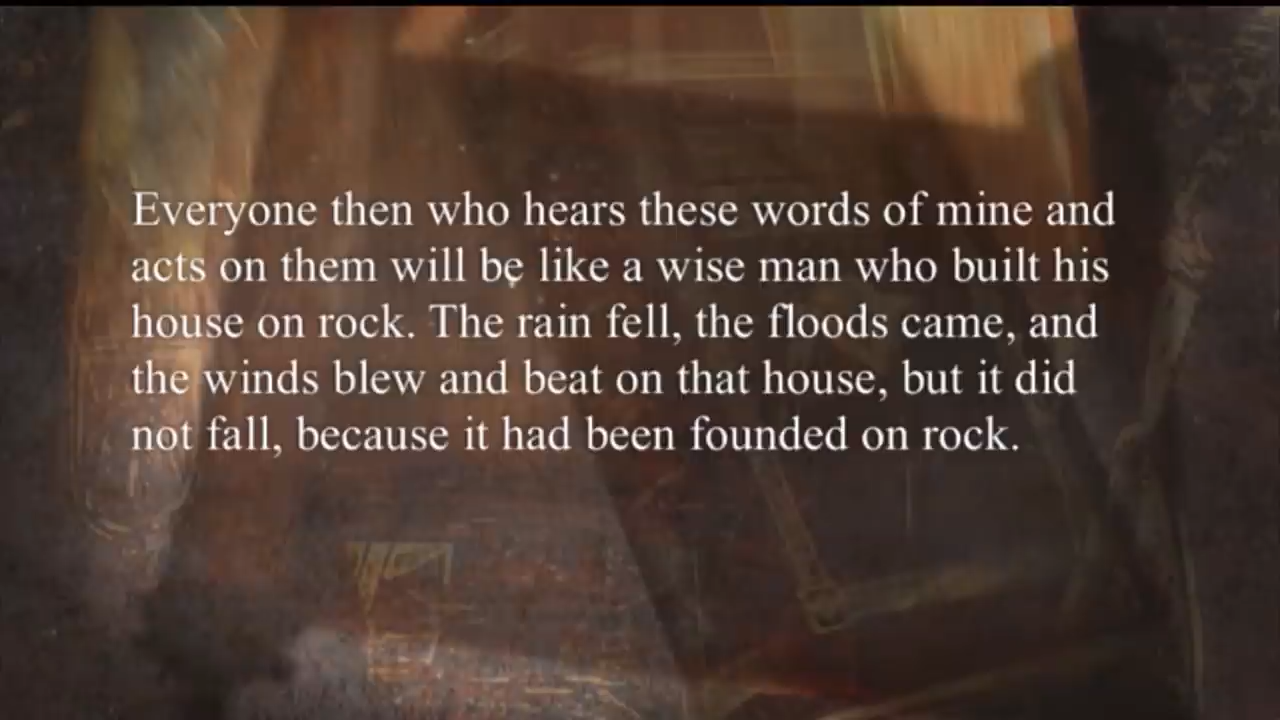 Everyone then who hears these words of mine and
acts on them will be like a wise man who built his
house on rock. The rain fell, the floods came, and
the winds blew and beat on that house, but it did
not fall, because it had been founded on rock.